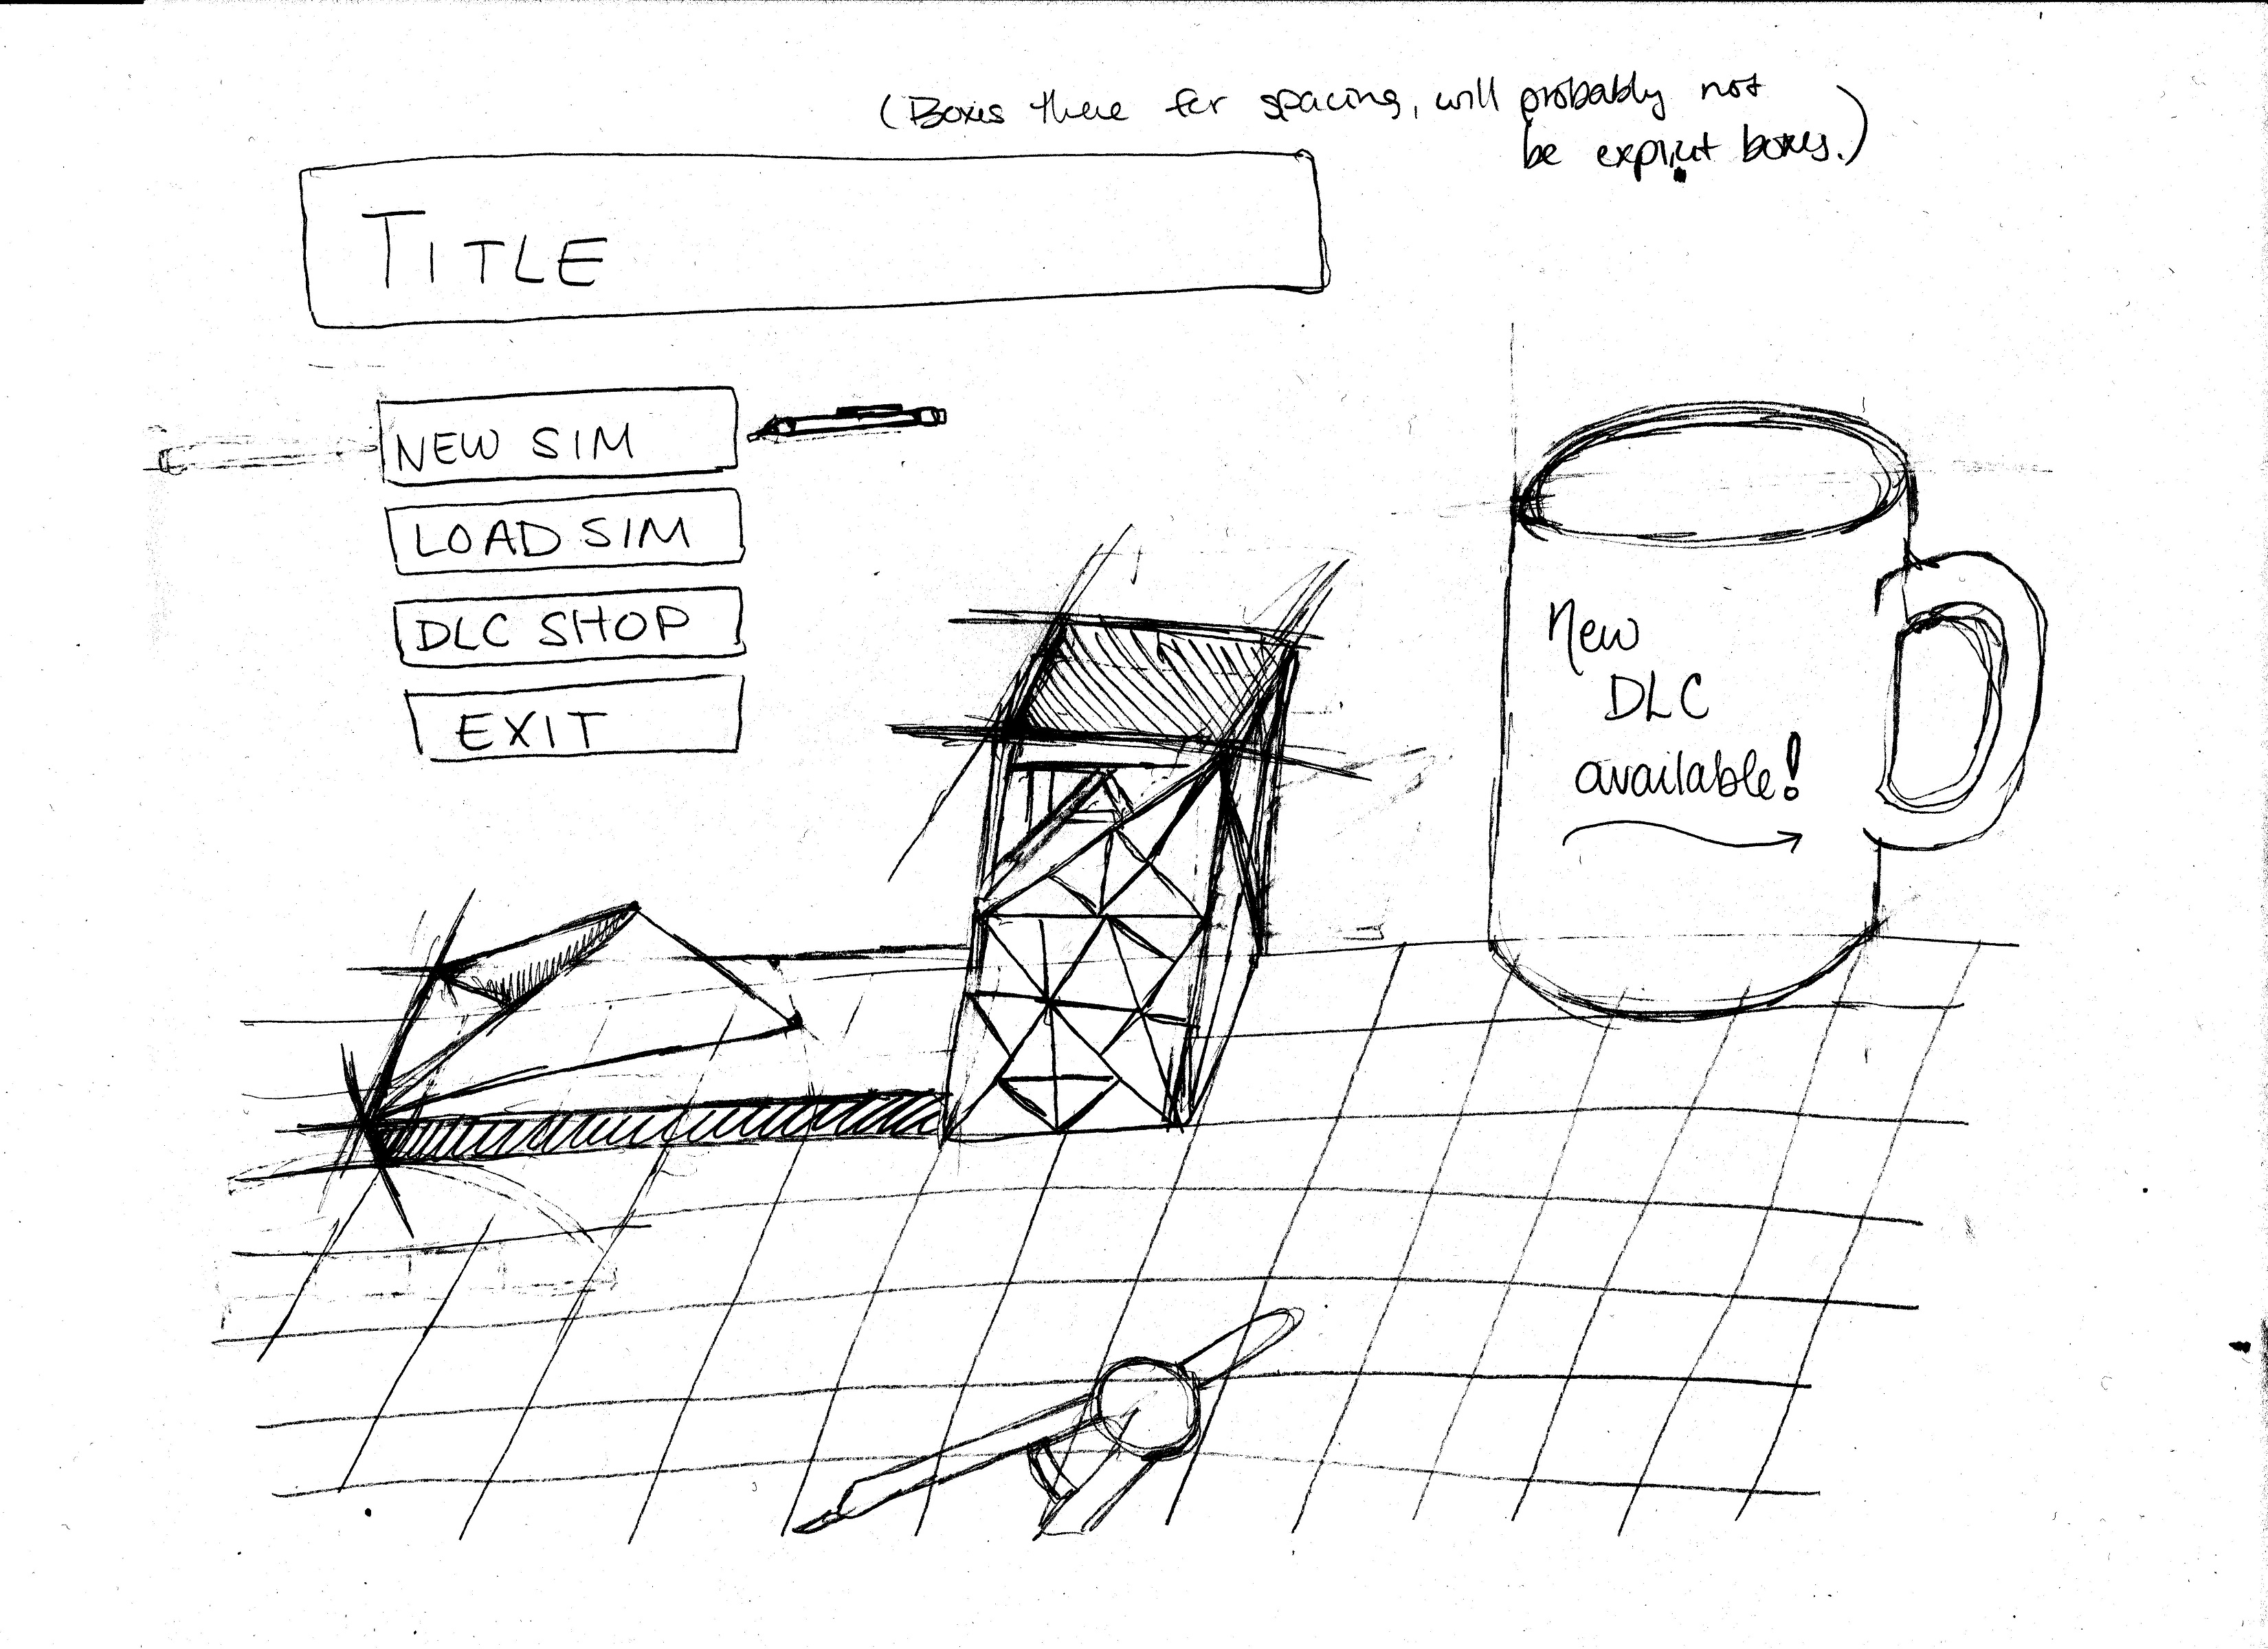 (Boxes there for spacing, will probably not
be explicit boxes.)
TITLE
NEW SIM
LOAD SIM
DLC SHOP
EXIT
New
DLC
available!